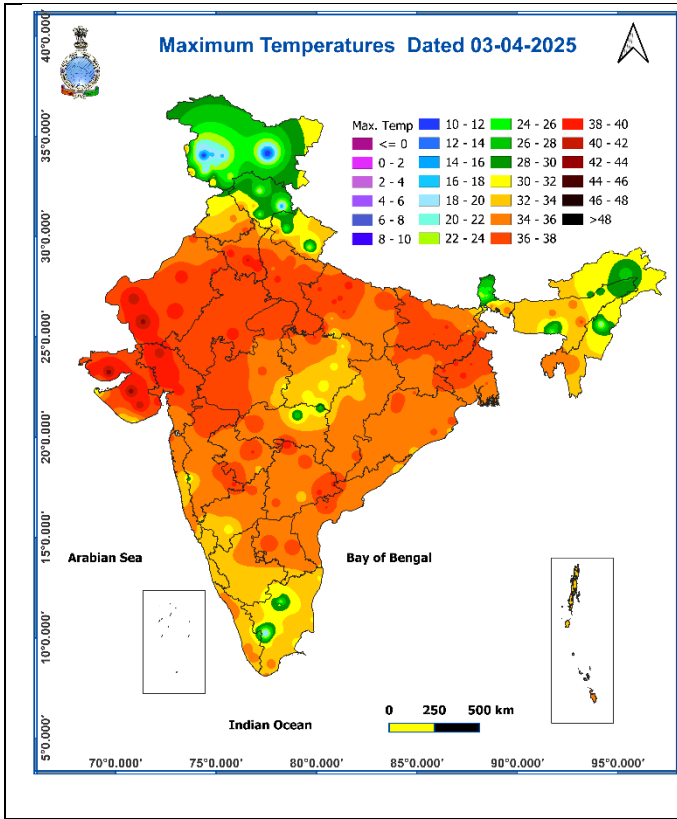 Maximum Temperatures Dated 03-04-2025
Max. Temp
<= 0
0 - 2
2 - 4
4 - 6
6 - 8
8 - 10
10 - 12
12 - 14
14 - 16
16 - 18
18 - 20
20 - 22
22 - 24
24 - 26
26 - 28
28 - 30
30 - 32
32 - 34
34 - 36
36 - 38
38 - 40
40 - 42
42 - 44
44 - 46
46 - 48
>48
40°0.000'
35°0.000'
30°0.000'
25°0.000'
20°0.000'
15°0.000'
10°0.000'
5°0.000'
Arabian Sea
Bay of Bengal
Indian Ocean
0 250 500 km
70°0.000' 75°0.000' 80°0.000' 85°0.000' 90°0.000' 95°0.000'